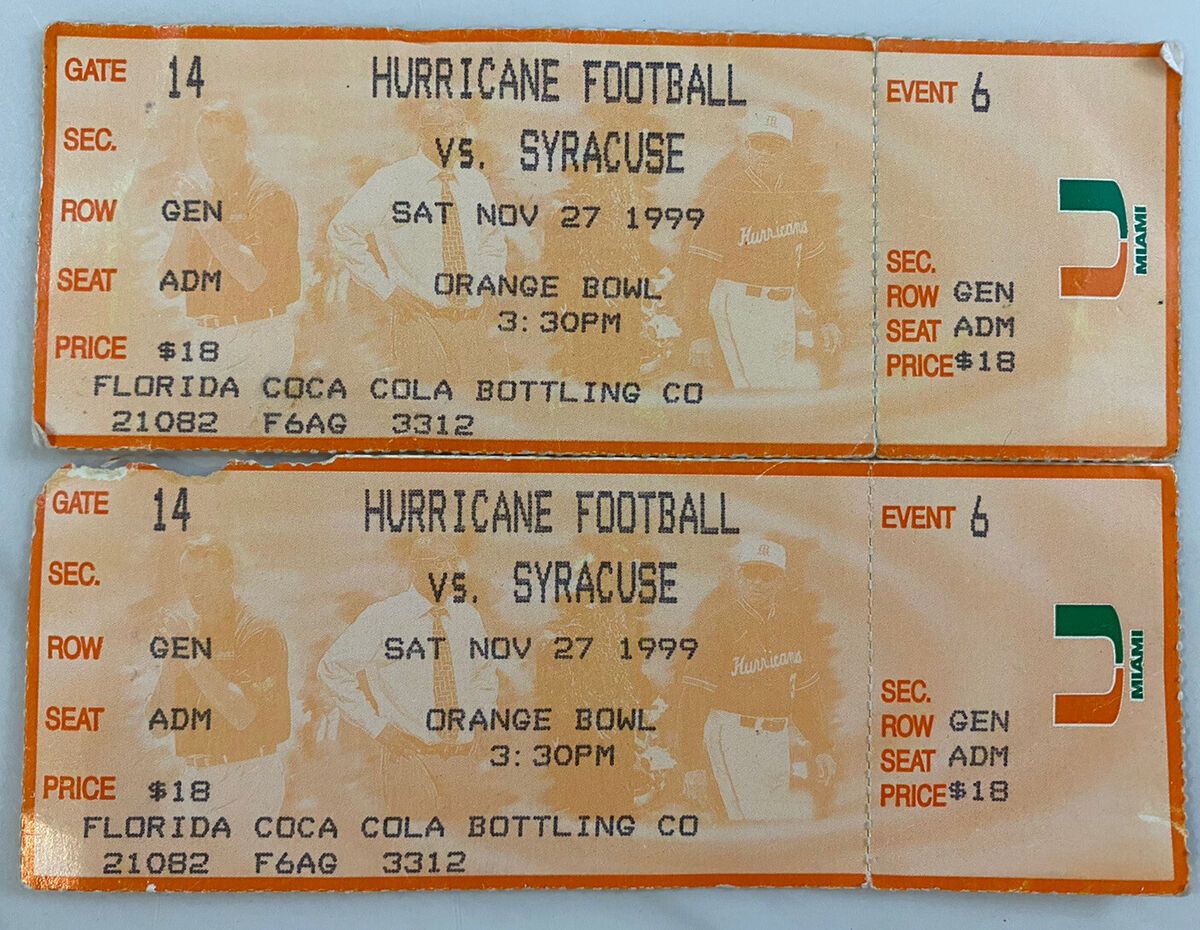 GATE 14 HURRICANE FOOTBALL
SEC. VS. SYRACUSE
ROW GEN SAT NOV 27 1999
SEAT ADM ORANGE BOWL
3:30PM
PRICE $18
FLORIDA COCA COLA BOTTLING CO
21082 F6AG 3312
Hurricans
EVENT 6
MIAMI
SEC.
ROW GEN
SEAT ADM
PRICE $18
GATE 14 HURRICANE FOOTBALL
SEC. VS. SYRACUSE
ROW GEN SAT NOV 27 1999
SEAT ADM ORANGE BOWL
3:30PM
PRICE $18
FLORIDA COCA COLA BOTTLING CO
21082 F6AG 3312
Hurricans
EVENT 6
MIAMI
SEC.
ROW GEN
SEAT ADM
PRICE $18